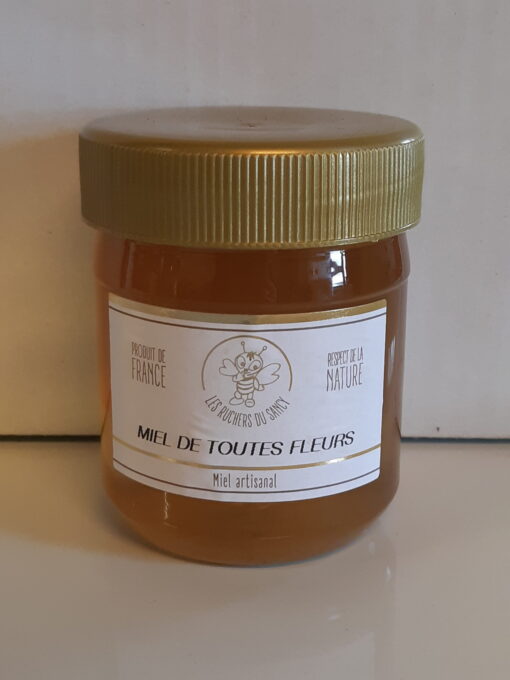 PRODUIT DE
FRANCE
RESPECT DE LA
NATURE
LES RUCHERS DU SANCY
MIEL DE TOUTES FLEURS
Miel artisanal